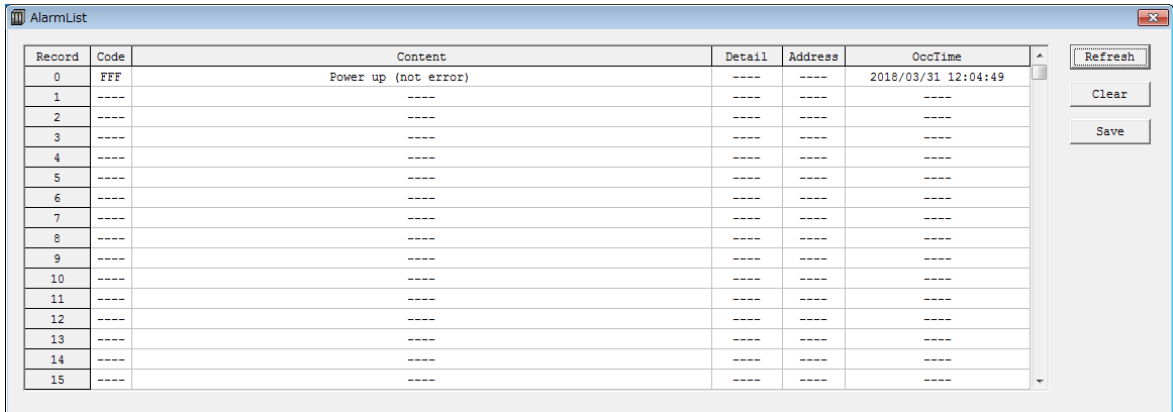 AlarmList
Record Code Content Detail Address OccTime
0 FFF Power up (not error) ---- ---- 2018/03/31 12:04:49
1 ---- ---- ---- ---- ----
2 ---- ---- ---- ---- ----
3 ---- ---- ---- ---- ----
4 ---- ---- ---- ---- ----
5 ---- ---- ---- ---- ----
6 ---- ---- ---- ---- ----
7 ---- ---- ---- ---- ----
8 ---- ---- ---- ---- ----
9 ---- ---- ---- ---- ----
10 ---- ---- ---- ---- ----
11 ---- ---- ---- ---- ----
12 ---- ---- ---- ---- ----
13 ---- ---- ---- ---- ----
14 ---- ---- ---- ---- ----
15 ---- ---- ---- ---- ----
Refresh
Clear
Save